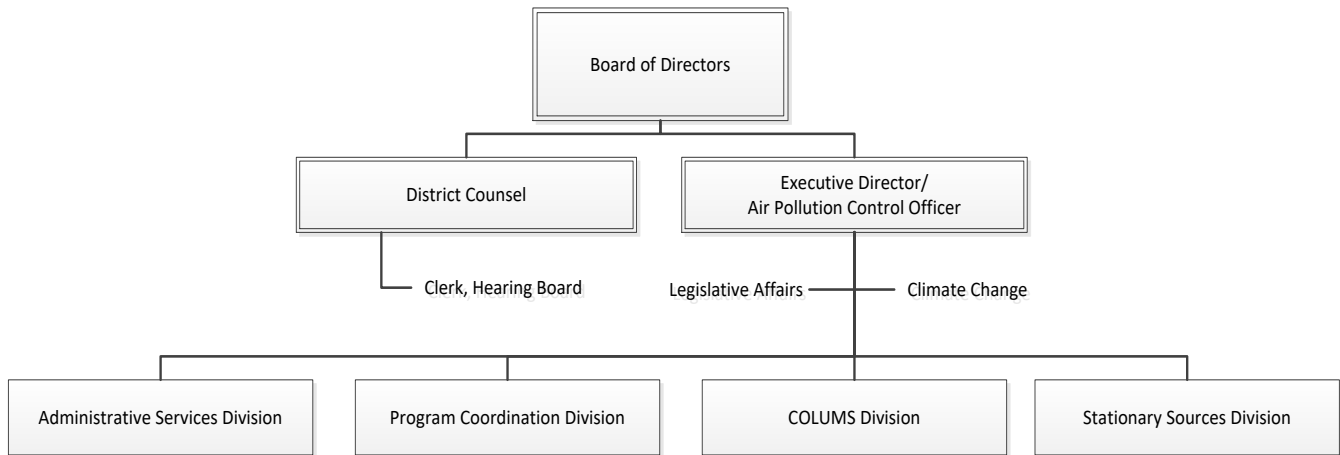 Board of Directors
District Counsel
Executive Director/
Air Pollution Control Officer
Clerk, Hearing Board
Legislative Affairs
Climate Change
Administrative Services Division
Program Coordination Division
COLUMS Division
Stationary Sources Division